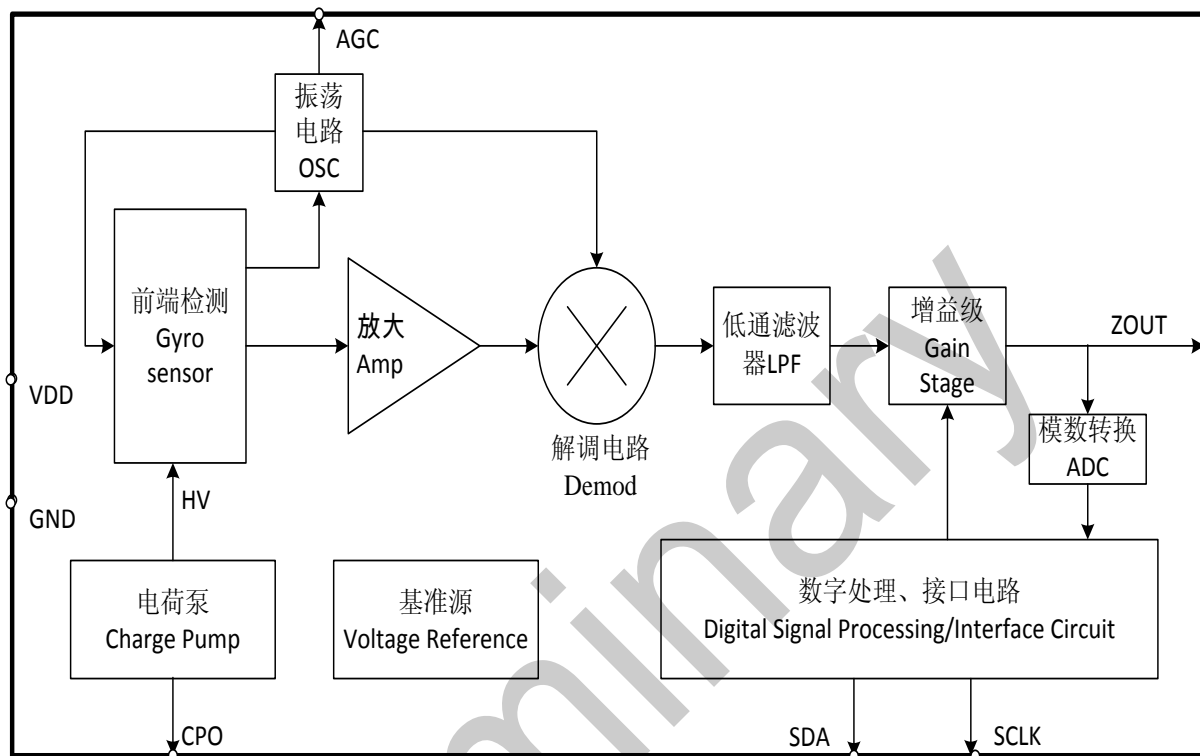 AGC
振荡
电路
OSC
前端检测
Gyro
sensor
放大
Amp
解调电路
Demod
低通滤波
器LPF
增益级
Gain
Stage
ZOUT
模数转换
ADC
VDD
GND
HV
电荷泵
Charge Pump
基准源
Voltage Reference
数字处理、接口电路
Digital Signal Processing/Interface Circuit
CPO
SDA
SCLK
minary